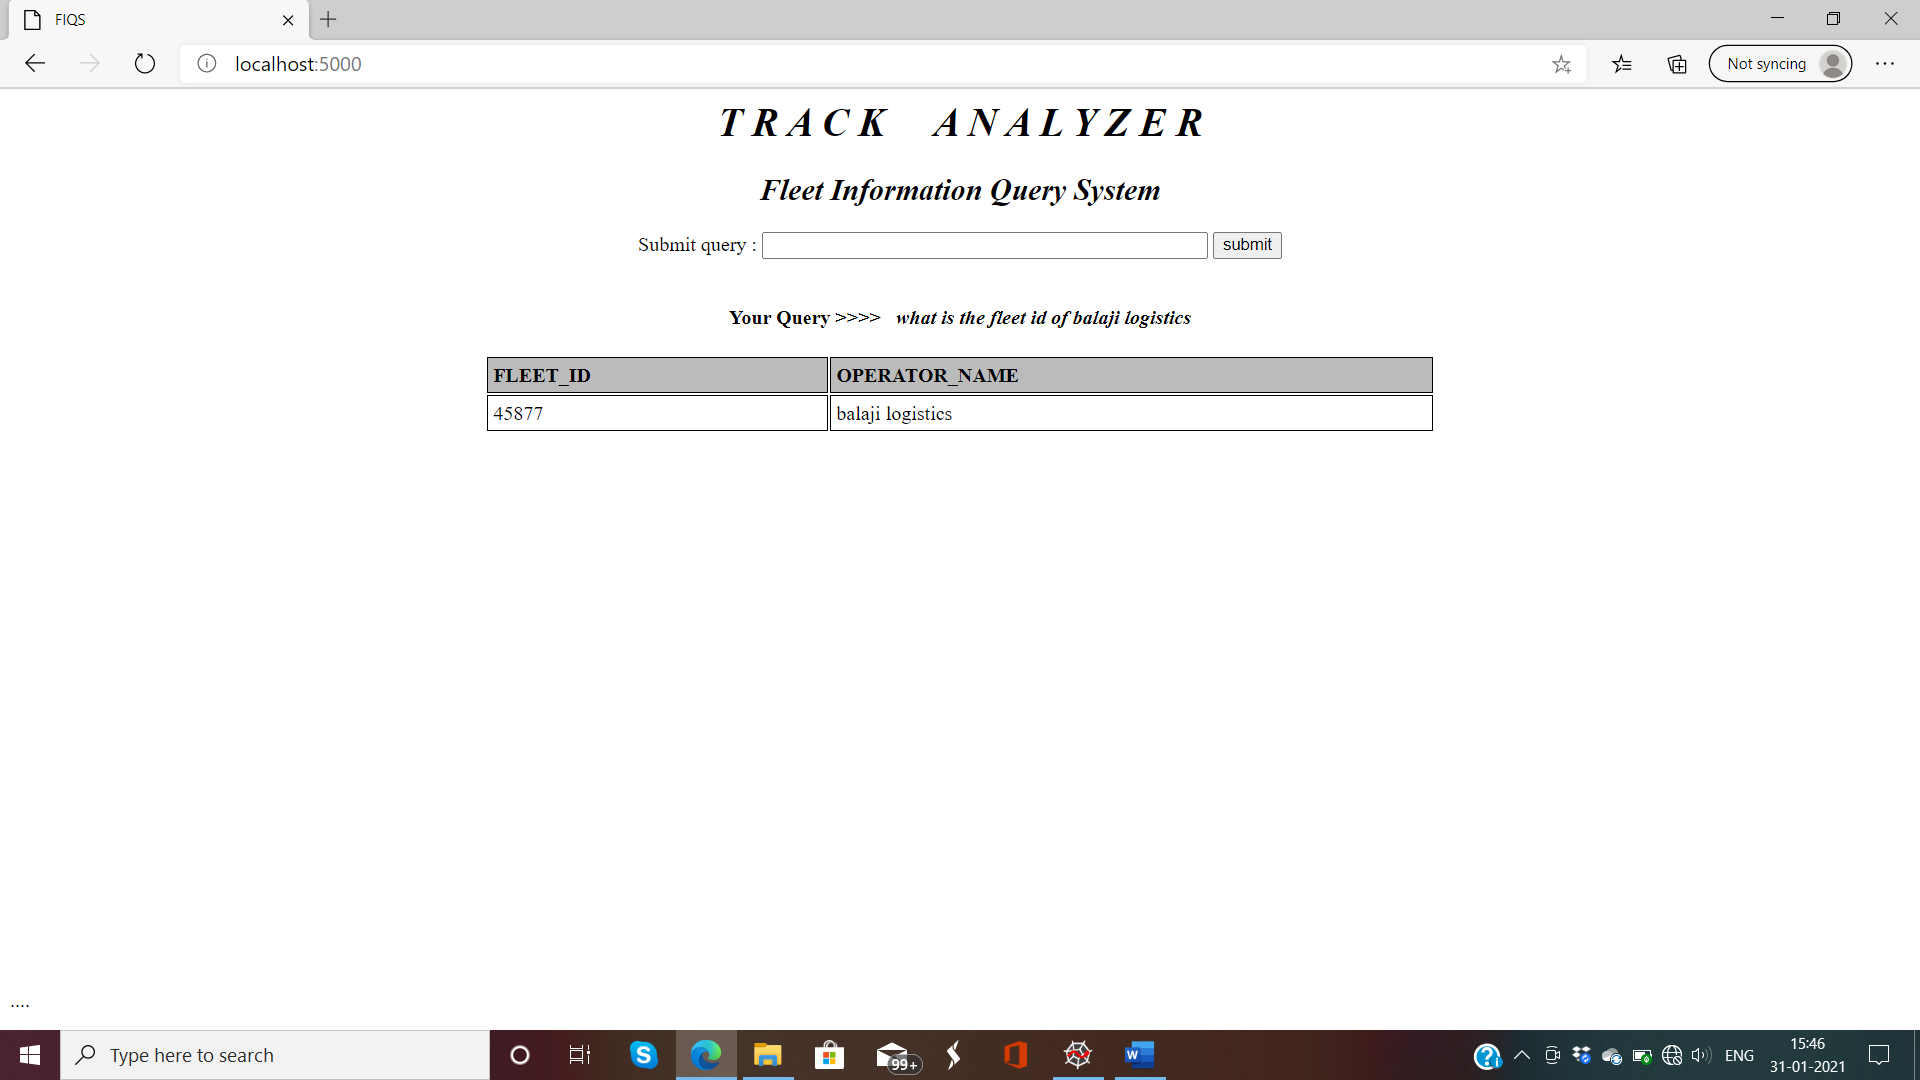 FIQS
localhost:5000
Not syncing
TRACK ANALYZER
Fleet Information Query System
Submit query : submit
Your Query >>>> what is the fleet id of balaji logistics
FLEET_ID OPERATOR_NAME
45877 balaji logistics
....
Type here to search
99+
ENG
15:46
31-01-2021